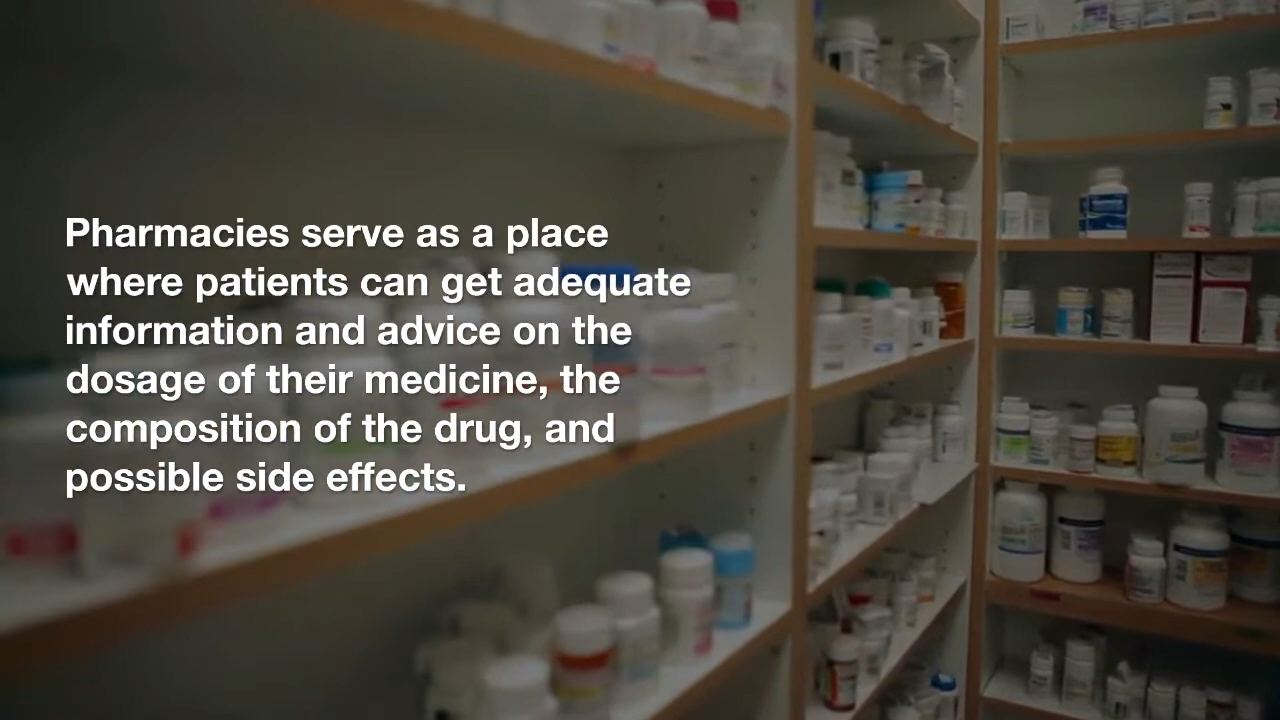 Pharmacies serve as a place
where patients can get adequate
information and advice on the
dosage of their medicine, the
composition of the drug, and
possible side effects.